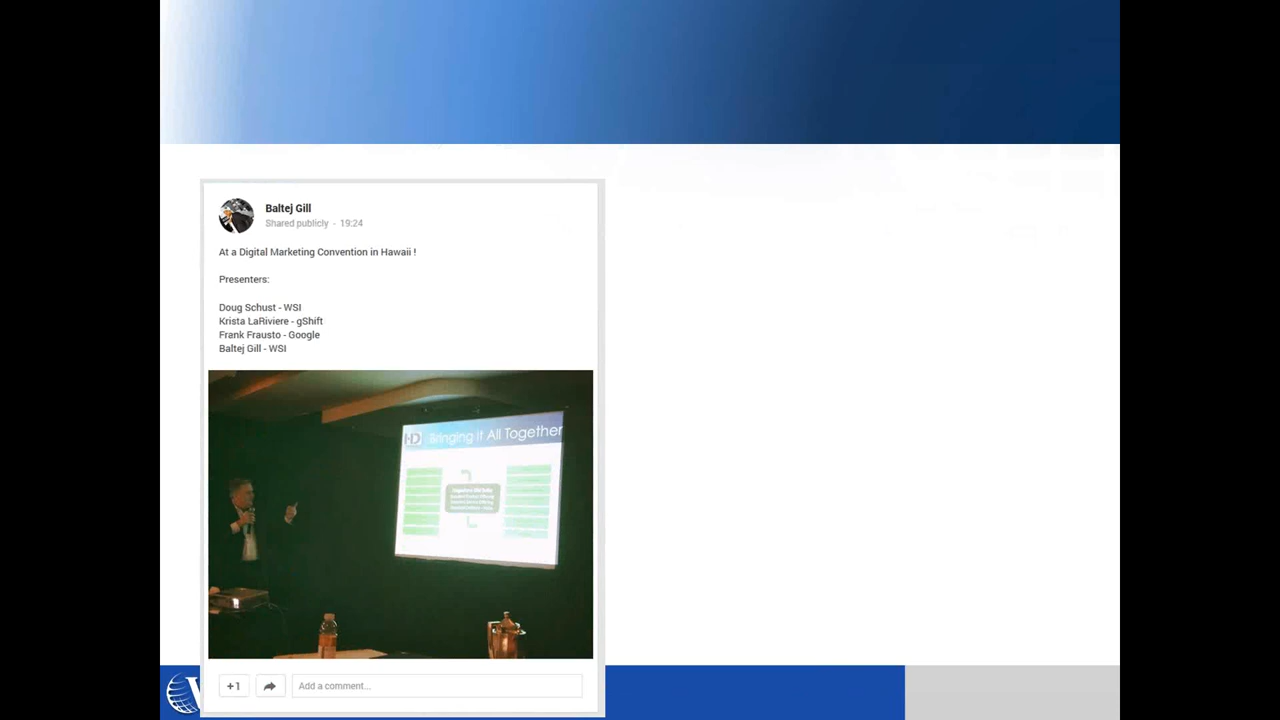 Baltej Gill
Shared publicly - 19:24
At a Digital Marketing Convention in Hawaii !
Presenters:
Doug Schust - WSI
Krista LaRiviere - gShift
Frank Frausto - Google
Baltej Gill - WSI
Bringing It All Together
+1
Add a comment...